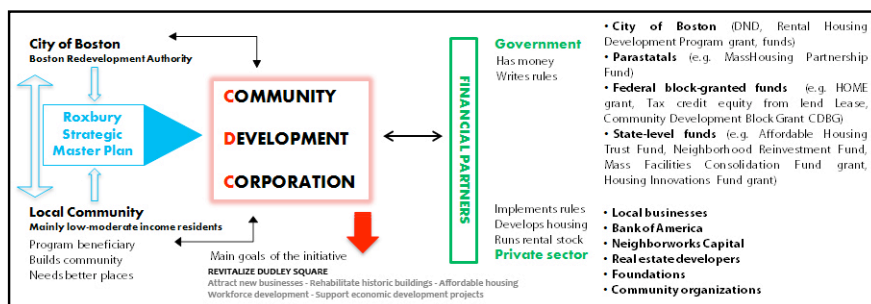 City of Boston
Boston Redevelopment Authority
Roxbury
Strategic
Master Plan
Local Community
Mainly low-moderate income residents
Program beneficiary
Builds community
Needs better places
COMMUNITY
DEVELOPMENT
CORPORATION
Main goals of the initiative
REVITALIZE DUDLEY SQUARE
Attract new businesses - Rehabilitate historic buildings - Affordable housing
Workforce development - Support economic development projects
FINANCIAL PARTNERS
Government
Has money
Writes rules
Implements rules
Develops housing
Runs rental stock
Private sector
• City of Boston (DND, Rental Housing
Development Program grant, funds)
• Parastatals (e.g. MassHousing Partnership
Fund)
• Federal block-granted funds (e.g. HOME
grant, Tax credit equity from lend Lease,
Community Development Block Grant CDBG)
• State-level funds (e.g. Affordable Housing
Trust Fund, Neighborhood Reinvestment Fund,
Mass Facilities Consolidation Fund grant,
Housing Innovations Fund grant)
• Local businesses
• Bank of America
• Neighborworks Capital
• Real estate developers
• Foundations
• Community organizations